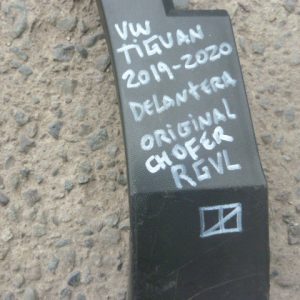 VW
TIGUAN
2019-2020
DELANTERA
ORIGINAL
CHOFER
RGVL